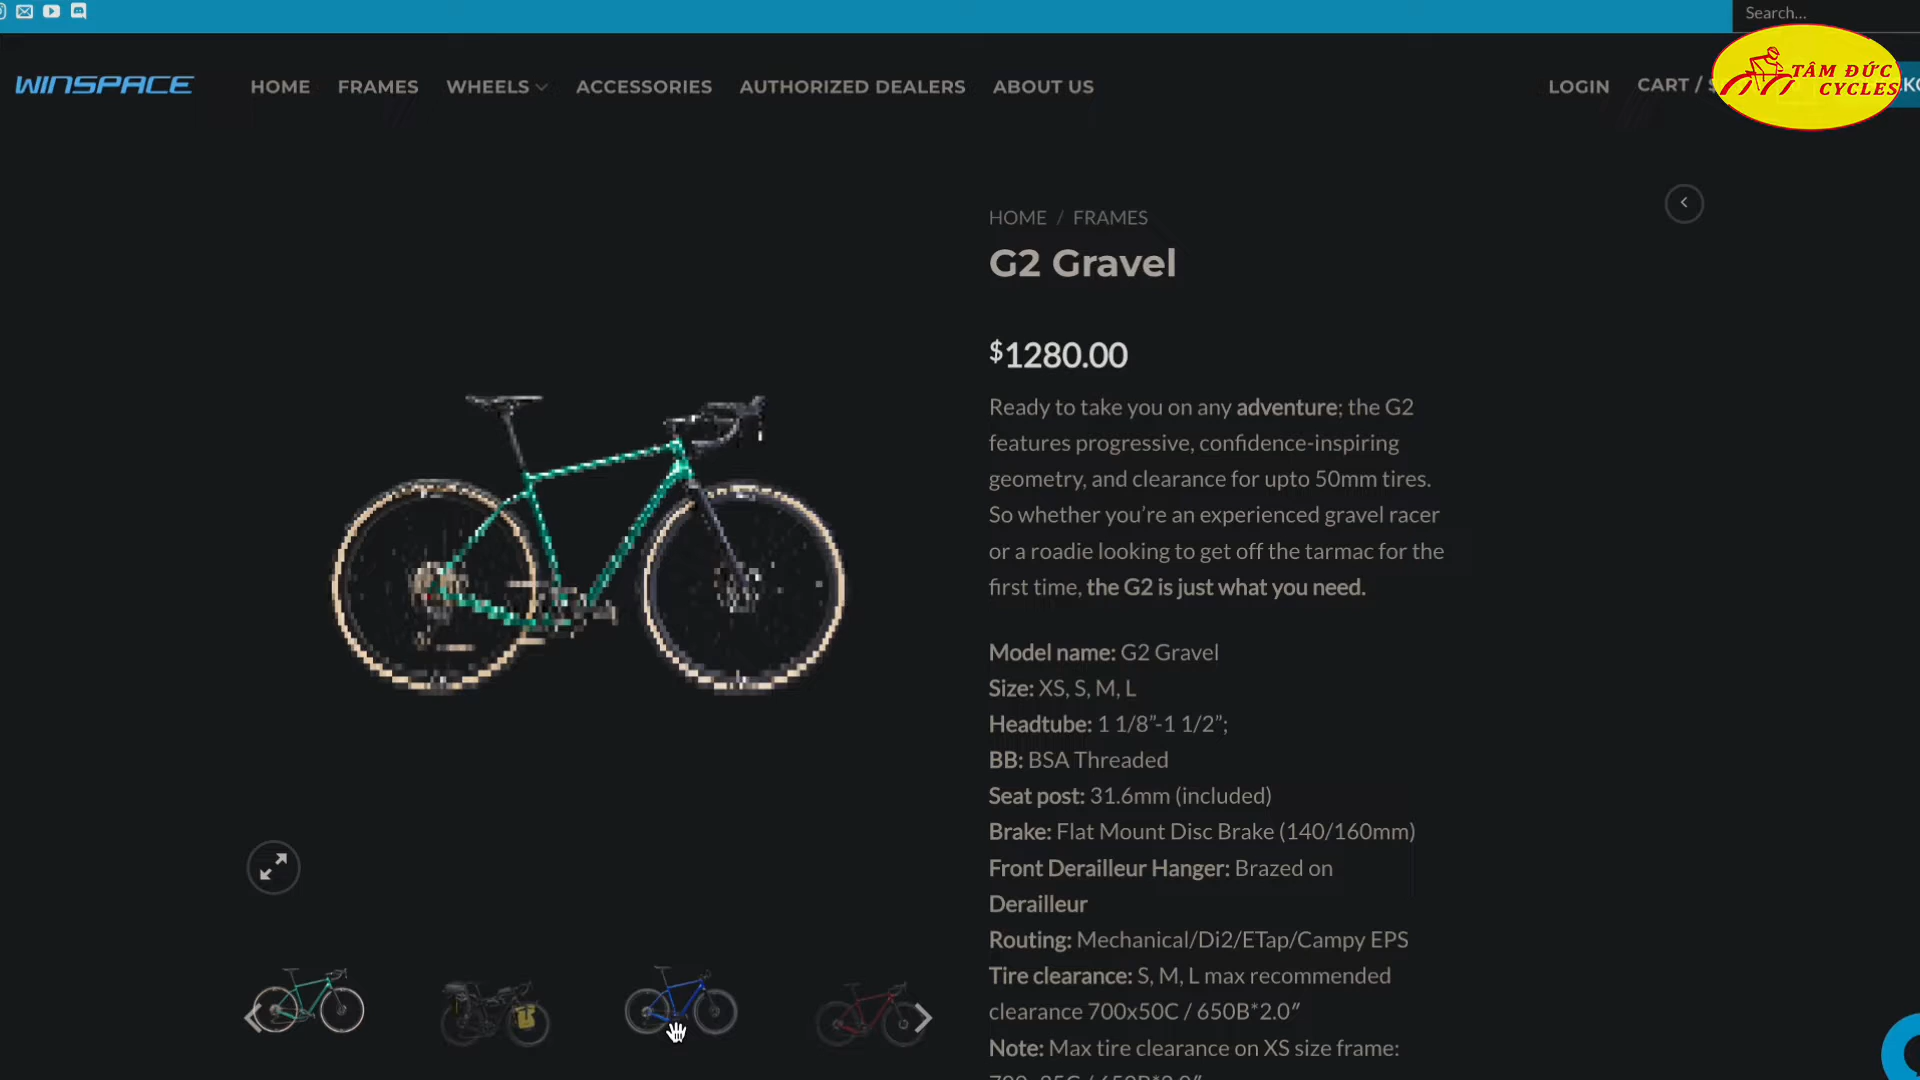 Search...
WINSPACE
HOME FRAMES WHEELS ACCESSORIES AUTHORIZED DEALERS ABOUT US
LOGIN CART /
TÂM ĐỨC
CYCLES
HOME / FRAMES
G2 Gravel
$1280.00
Ready to take you on any adventure; the G2
features progressive, confidence-inspiring
geometry, and clearance for upto 50mm tires.
So whether you’re an experienced gravel racer
or a roadie looking to get off the tarmac for the
first time, the G2 is just what you need.
Model name: G2 Gravel
Size: XS, S, M, L
Headtube: 1 1/8”-1 1/2”;
BB: BSA Threaded
Seat post: 31.6mm (included)
Brake: Flat Mount Disc Brake (140/160mm)
Front Derailleur Hanger: Brazed on
Derailleur
Routing: Mechanical/Di2/ETap/Campy EPS
Tire clearance: S, M, L max recommended
clearance 700x50C / 650B*2.0″
Note: Max tire clearance on XS size frame: